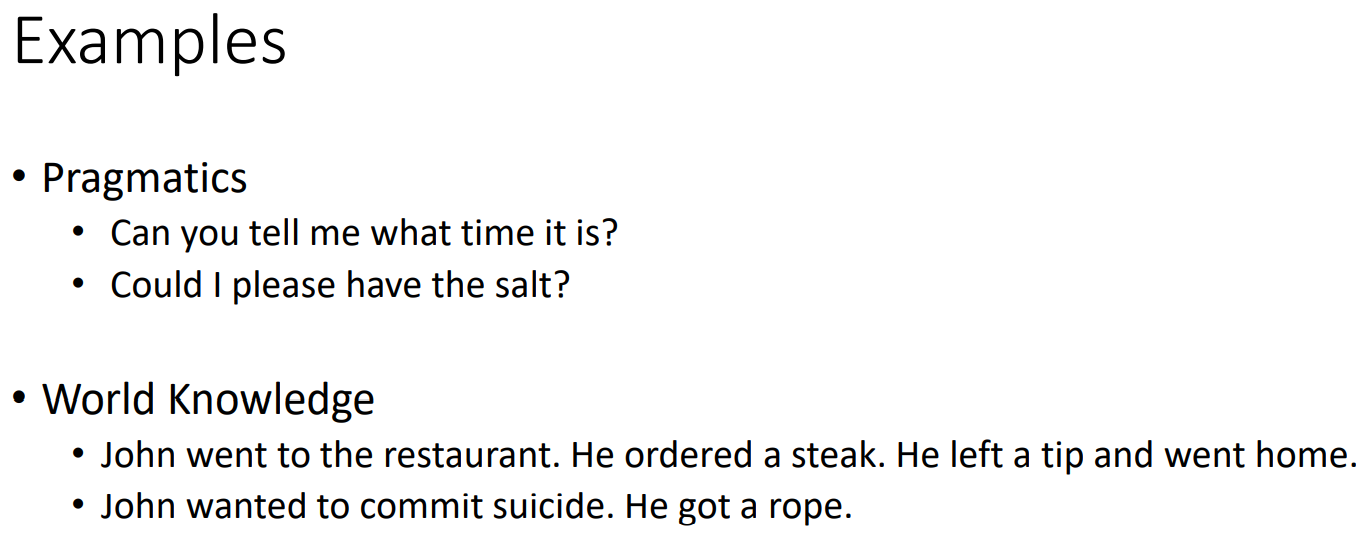 Examples
• Pragmatics
• Can you tell me what time it is?
• Could I please have the salt?
• World Knowledge
• John went to the restaurant. He ordered a steak. He left a tip and went home.
• John wanted to commit suicide. He got a rope.